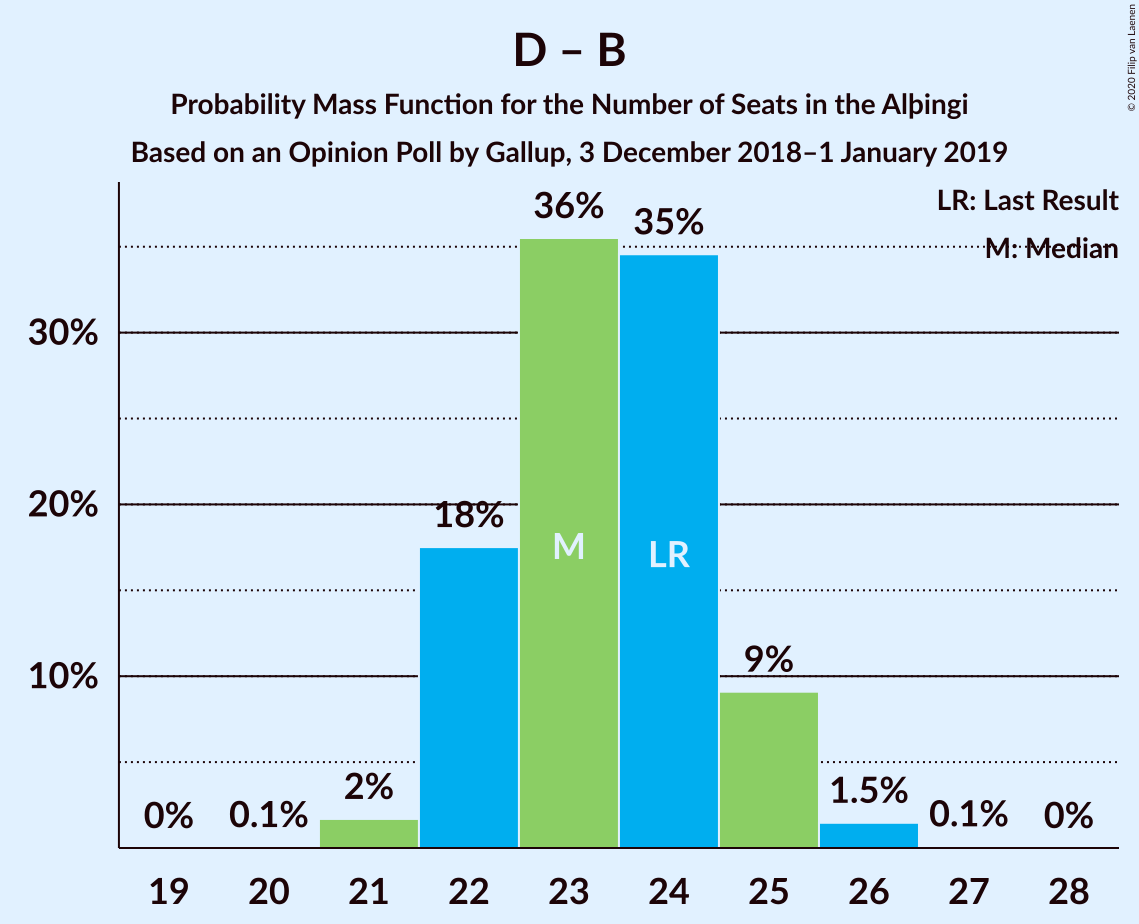 D – B
Probability Mass Function for the Number of Seats in the Alþingi
Based on an Opinion Poll by Gallup, 3 December 2018–1 January 2019
© 2020 Filip van Laenen
LR: Last Result
M: Median
30%
20%
10%
0%
0.1%
2%
18%
36%
35%
9%
1.5%
0.1%
0%
M
LR
19
20
21
22
23
24
25
26
27
28